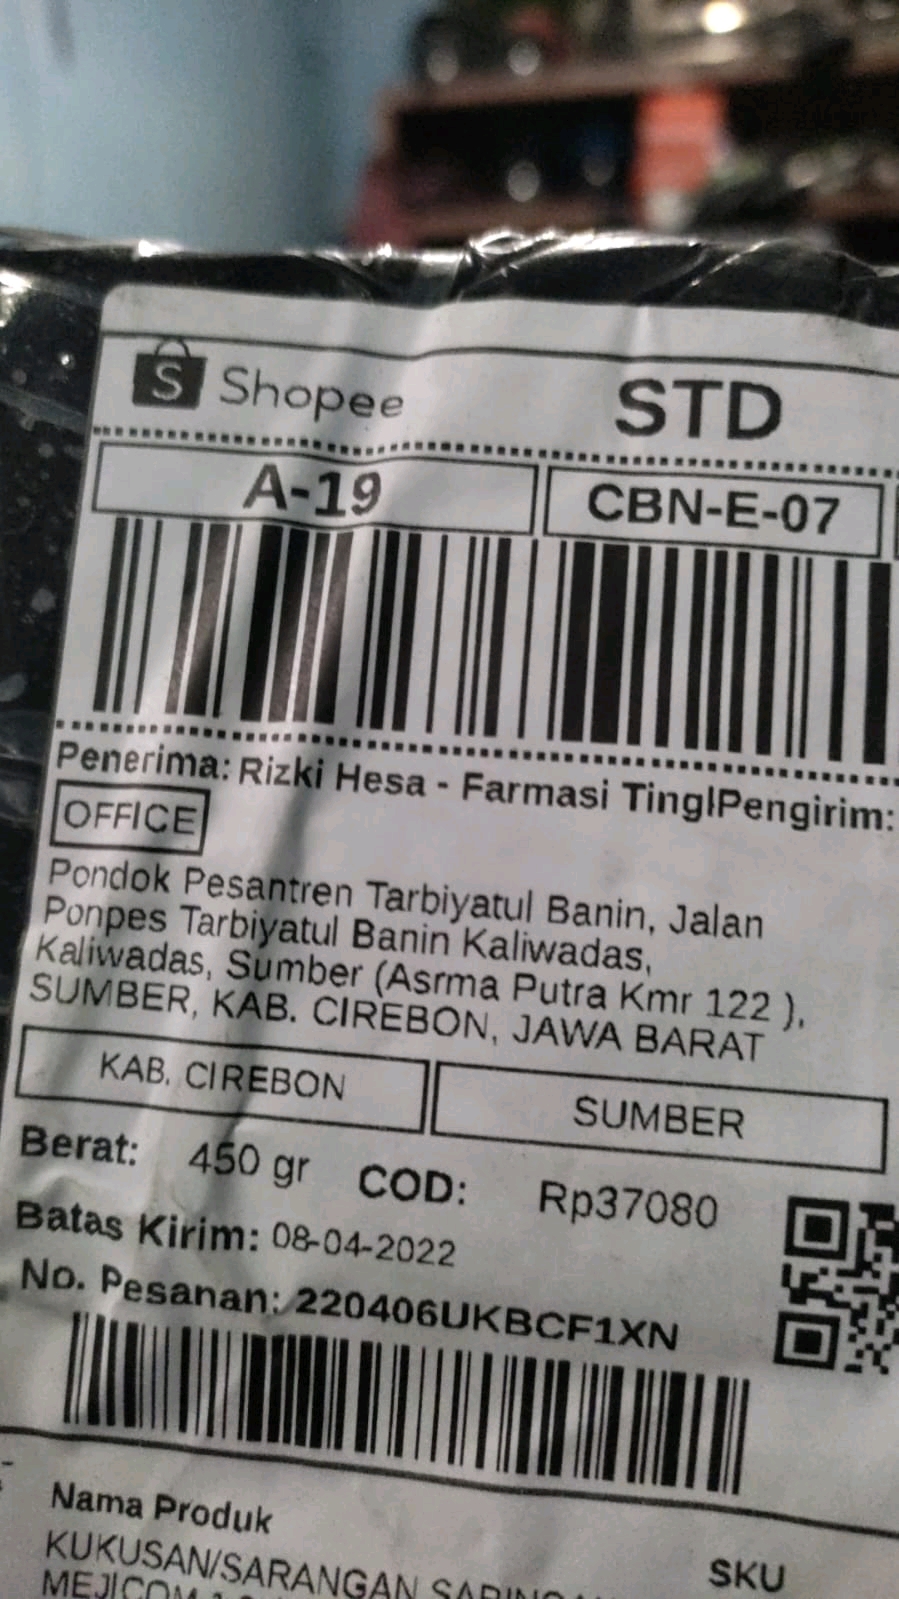 Shopee
STD
A-19
CBN-E-07
Penerima: Rizki Hesa - Farmasi TinglPengirim:
OFFICE
Pondok Pesantren Tarbiyatul Banin, Jalan
Ponpes Tarbiyatul Banin Kaliwadas,
Kaliwadas, Sumber (Asrma Putra Kmr 122 ),
SUMBER, KAB. CIREBON, JAWA BARAT
KAB. CIREBON
SUMBER
Berat: 450 gr COD: Rp37080
Batas Kirim: 08-04-2022
No. Pesanan: 220406UKBCF1XN
Nama Produk
SKU
KUKUSAN/SARANGAN
MEJICOM